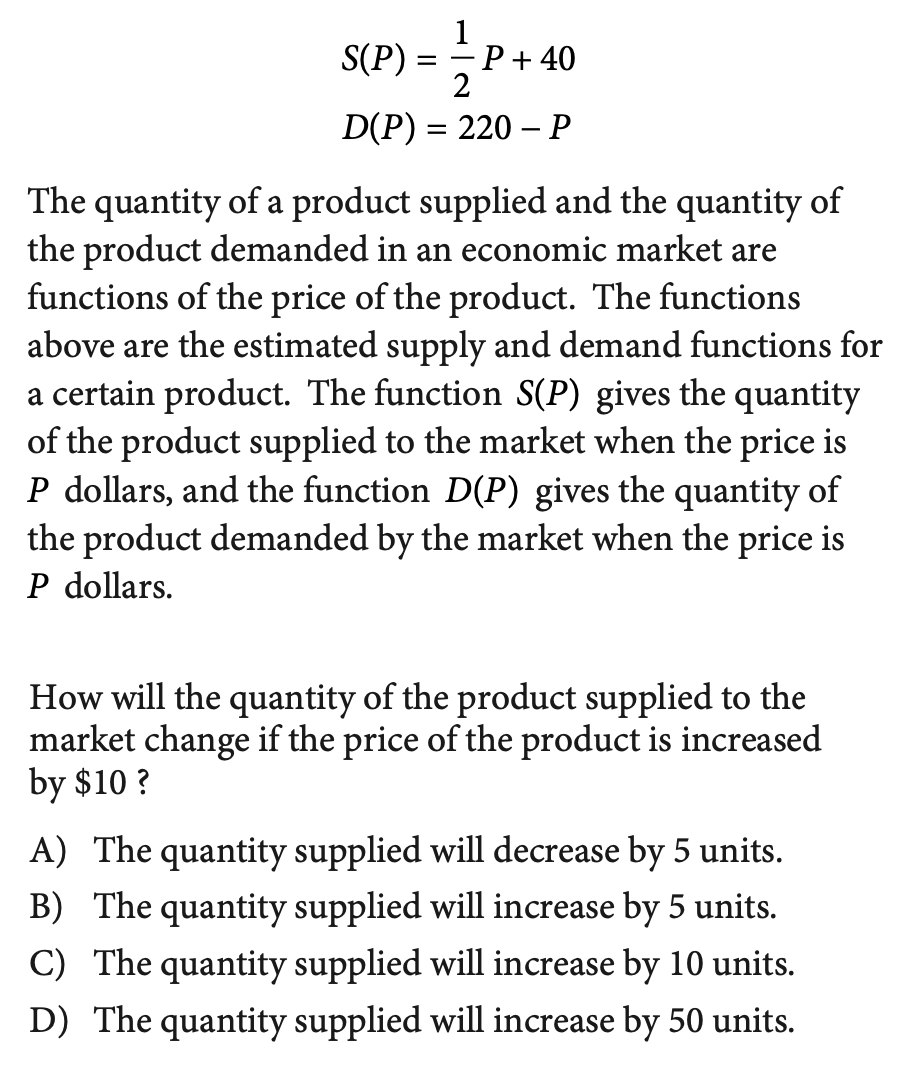 S(P) = 1/2 P + 40
D(P) = 220 – P
The quantity of a product supplied and the quantity of
the product demanded in an economic market are
functions of the price of the product. The functions
above are the estimated supply and demand functions for
a certain product. The function S(P) gives the quantity
of the product supplied to the market when the price is
P dollars, and the function D(P) gives the quantity of
the product demanded by the market when the price is
P dollars.
How will the quantity of the product supplied to the
market change if the price of the product is increased
by $10 ?
A) The quantity supplied will decrease by 5 units.
B) The quantity supplied will increase by 5 units.
C) The quantity supplied will increase by 10 units.
D) The quantity supplied will increase by 50 units.